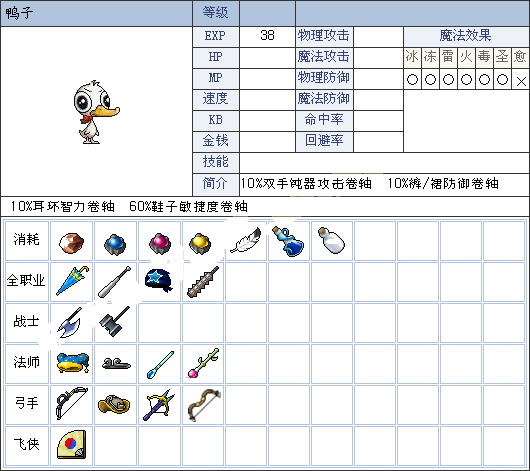 鸭子 等级
EXP 38 物理攻击 魔法效果
HP 魔法攻击 冰 冻 雷 火 毒 圣 愈
MP 物理防御 ○ ○ ○ ○ ○ ○ ×
速度 魔法防御
KB 命中率
金钱 回避率
技能
简介 10%双手钝器攻击卷轴 10%裤/裙防御卷轴
10%耳坏智力卷轴 60%鞋子敏捷度卷轴
消耗
全职业
战士
法师
弓手
飞侠